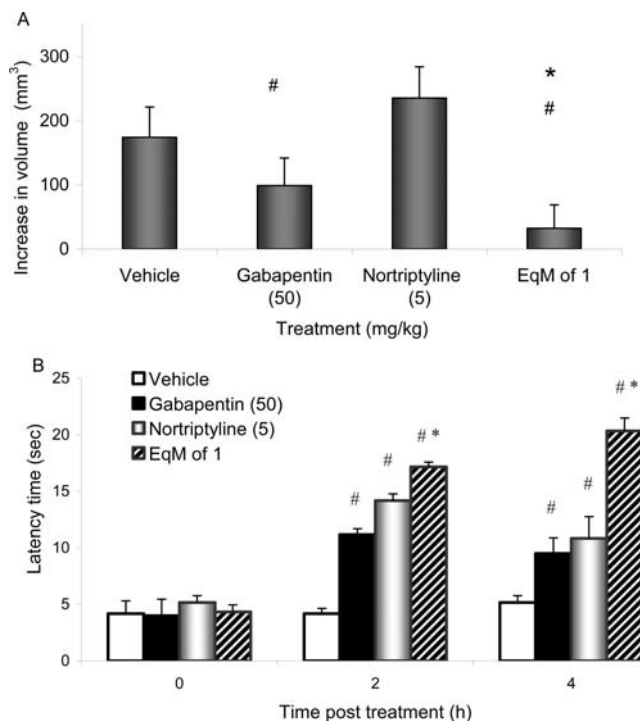 A
Increase in volume (mm³)
300
200
100
0
#
*
#
Vehicle
Gabapentin
(50)
Nortriptyline
(5)
EqM of 1
Treatment (mg/kg)
B
Latency time (sec)
25
20
15
10
5
0
Vehicle
Gabapentin (50)
Nortriptyline (5)
EqM of 1
#
#
# *
#
#
# *
0
2
4
Time post treatment (h)